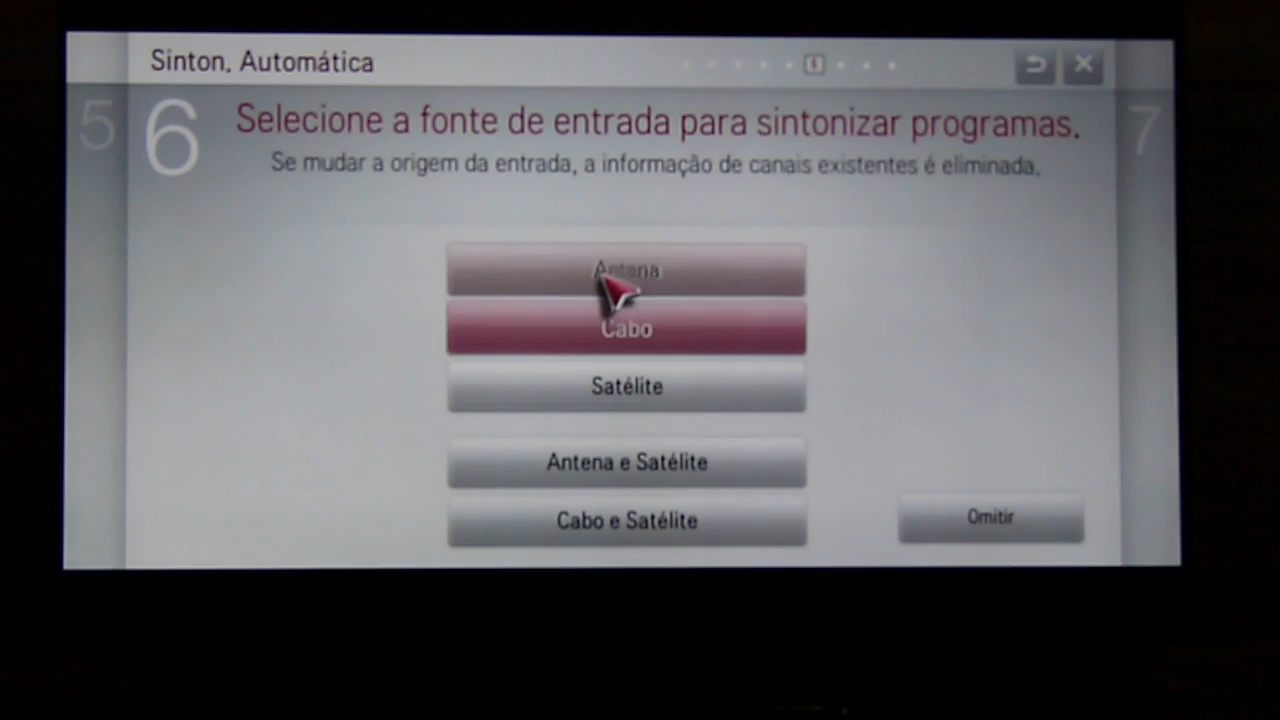 Sinton. Automática
6
5
6
Selecione a fonte de entrada para sintonizar programas.
7
Se mudar a origem da entrada, a informação de canais existentes é eliminada.
Antena
Cabo
Satélite
Antena e Satélite
Cabo e Satélite
Omitir